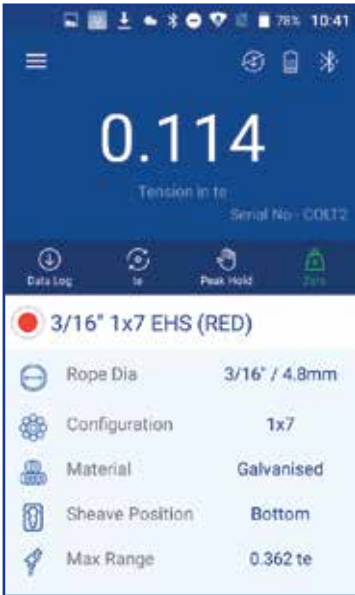 78% 10:41
0.114
Tension in te
Serial No - COLT2
Data Log te Peak Hold Zero
3/16" 1x7 EHS (RED)
Rope Dia 3/16" / 4.8mm
Configuration 1x7
Material Galvanised
Sheave Position Bottom
Max Range 0.362 te